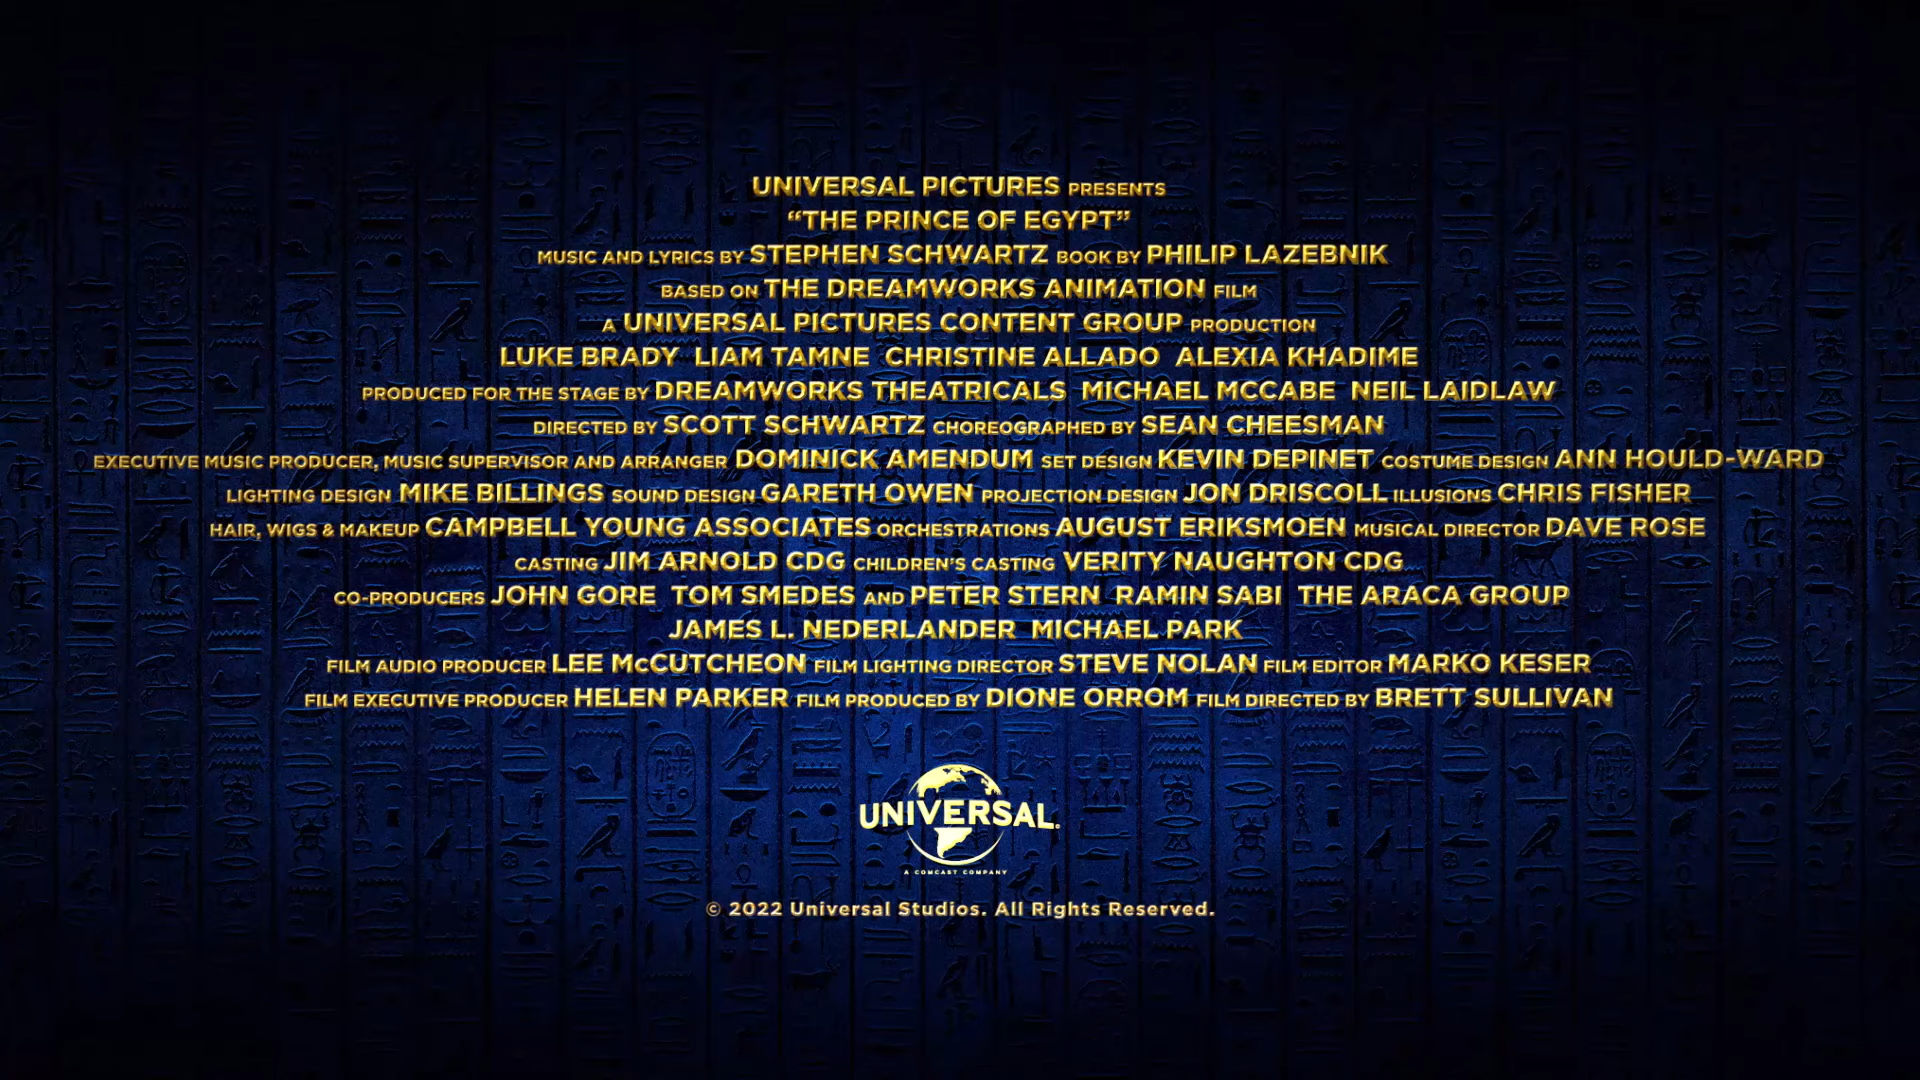 UNIVERSAL PICTURES PRESENTS
“THE PRINCE OF EGYPT”
MUSIC AND LYRICS BY STEPHEN SCHWARTZ BOOK BY PHILIP LAZEBNIK
BASED ON THE DREAMWORKS ANIMATION FILM
A UNIVERSAL PICTURES CONTENT GROUP PRODUCTION
LUKE BRADY LIAM TAMNE CHRISTINE ALLADO ALEXIA KHADIME
PRODUCED FOR THE STAGE BY DREAMWORKS THEATRICALS MICHAEL MCCABE NEIL LAIDLAW
DIRECTED BY SCOTT SCHWARTZ CHOREOGRAPHED BY SEAN CHEESMAN
EXECUTIVE MUSIC PRODUCER, MUSIC SUPERVISOR AND ARRANGER DOMINICK AMENDUM SET DESIGN KEVIN DEPINET COSTUME DESIGN ANN HOULD-WARD
LIGHTING DESIGN MIKE BILLINGS SOUND DESIGN GARETH OWEN PROJECTION DESIGN JON DRISCOLL ILLUSIONS CHRIS FISHER
HAIR, WIGS & MAKEUP CAMPBELL YOUNG ASSOCIATES ORCHESTRATIONS AUGUST ERIKSMOEN MUSICAL DIRECTOR DAVE ROSE
CASTING JIM ARNOLD CDG CHILDREN’S CASTING VERITY NAUGHTON CDG
CO-PRODUCERS JOHN GORE TOM SMEDES AND PETER STERN RAMIN SABI THE ARACA GROUP
JAMES L. NEDERLANDER MICHAEL PARK
FILM AUDIO PRODUCER LEE McCUTCHEON FILM LIGHTING DIRECTOR STEVE NOLAN FILM EDITOR MARKO KESER
FILM EXECUTIVE PRODUCER HELEN PARKER FILM PRODUCED BY DIONE ORROM FILM DIRECTED BY BRETT SULLIVAN
UNIVERSAL®
A COMCAST COMPANY
© 2022 Universal Studios. All Rights Reserved.